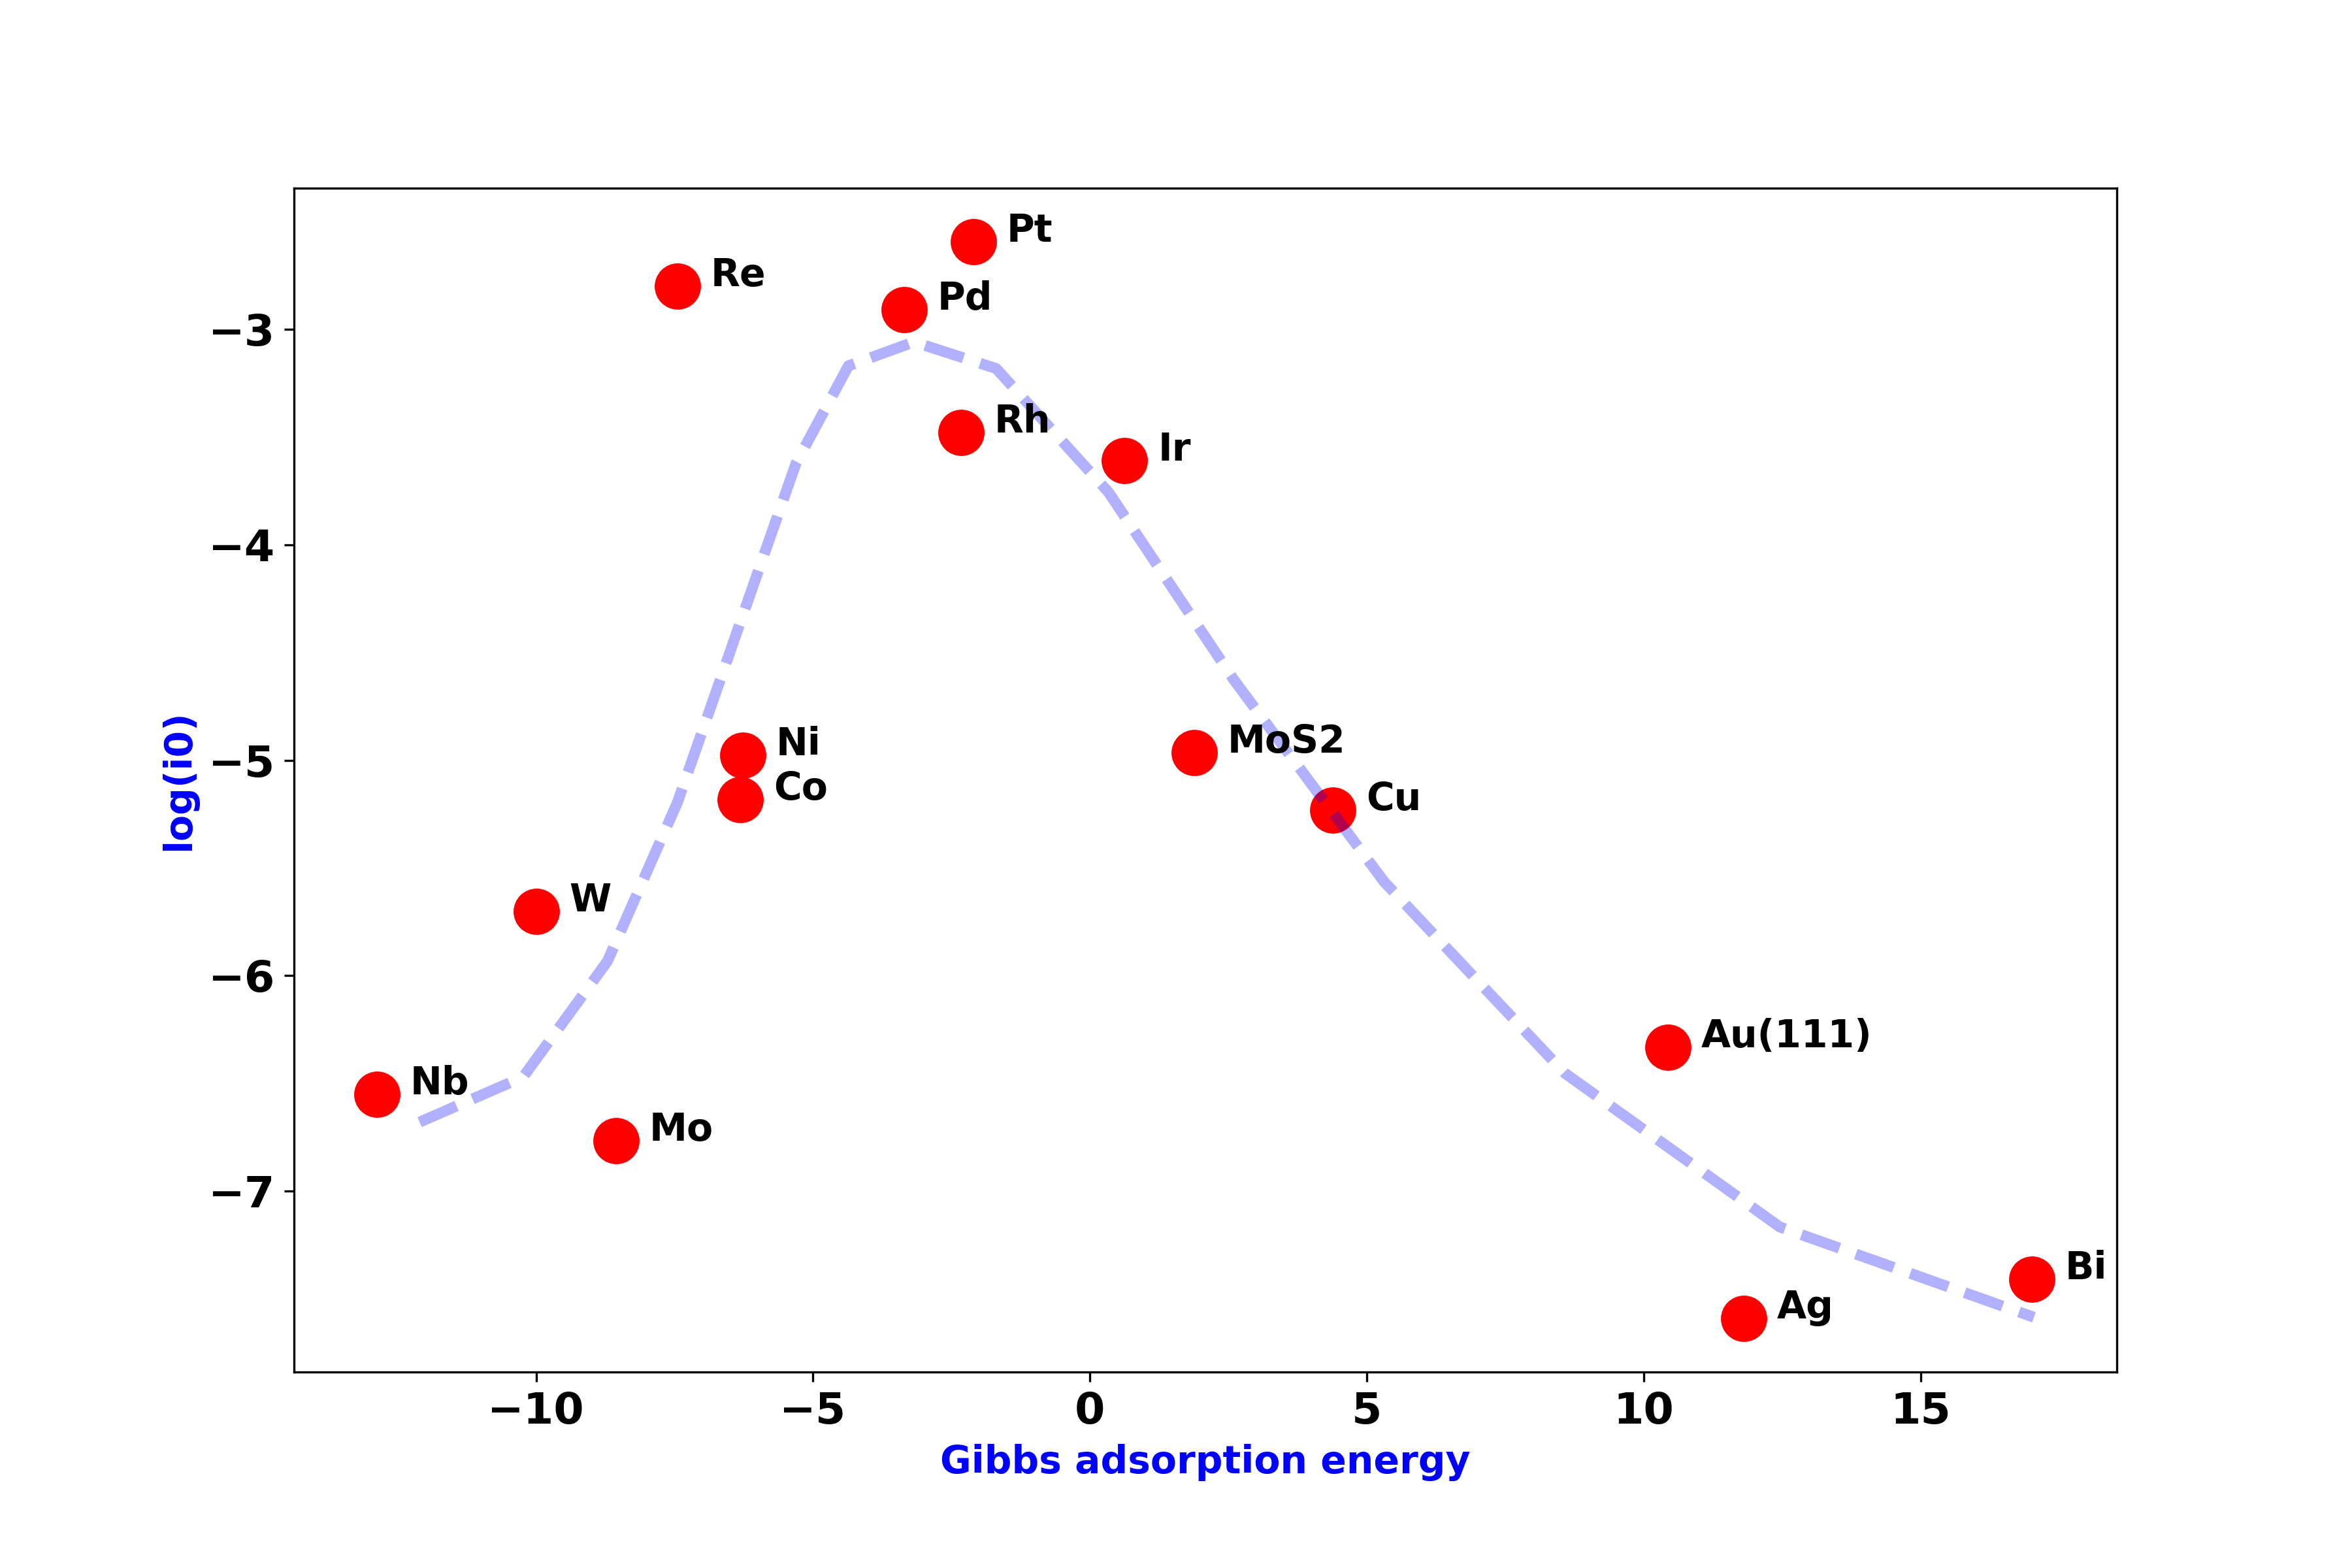 Pt
Re
Pd
−3
Rh
Ir
−4
Ni
MoS2
−5
Co
Cu
log(i0)
W
−6
Au(111)
Nb
Mo
−7
Bi
Ag
−10 −5 0 5 10 15
Gibbs adsorption energy